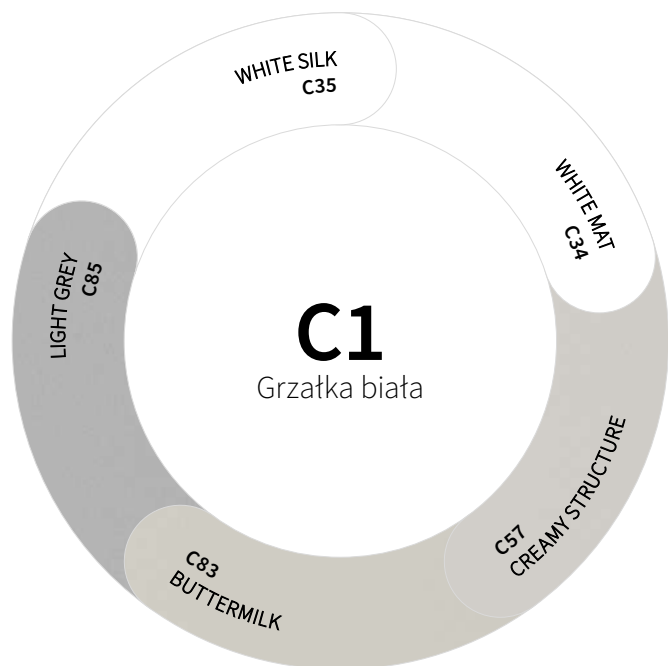 WHITE SILK
C35
WHITE MAT
C34
C57
CREAMY STRUCTURE
C83
BUTTERMILK
LIGHT GREY
C85
C1
Grzałka biała